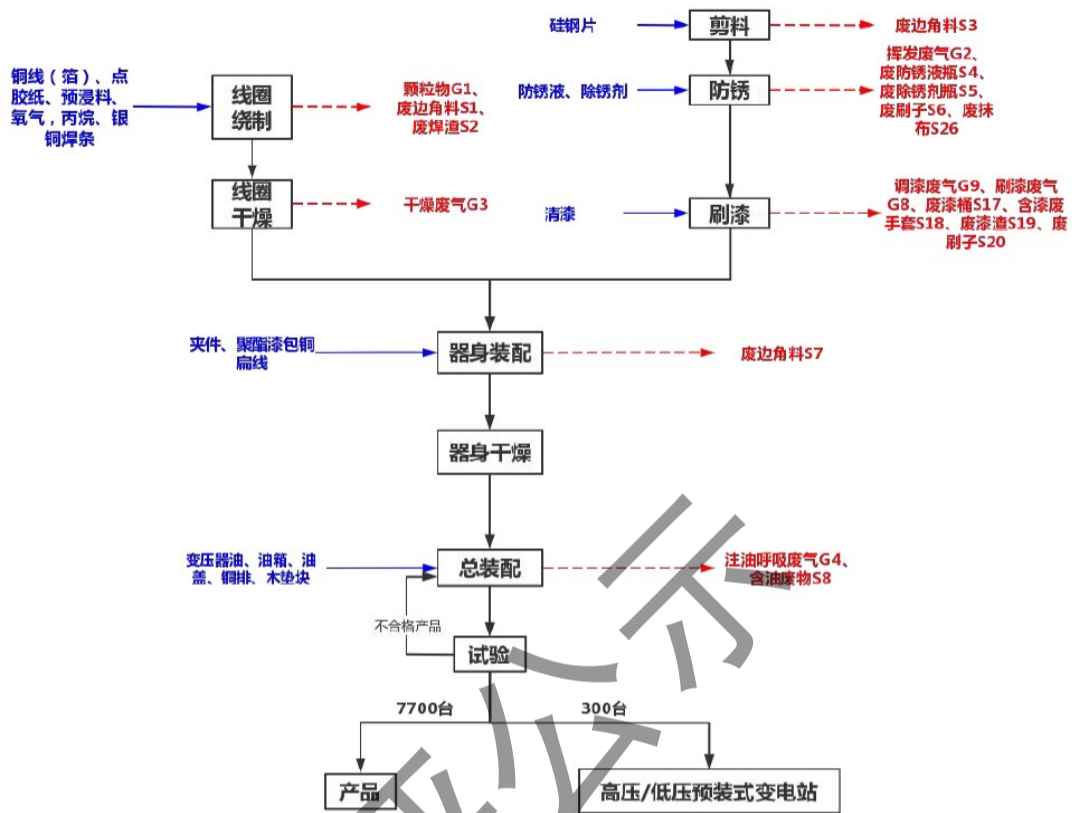 硅钢片
剪料
废边角料S3
铜线（箔）、点
胶纸、预浸料、
氧气，丙烷、银
铜焊条
线圈
绕制
颗粒物G1、
废边角料S1、
废焊渣S2
防锈液、除锈剂
防锈
挥发废气G2、
废防锈液瓶S4、
废除锈剂瓶S5、
废刷子S6、废抹
布S26
线圈
干燥
干燥废气G3
清漆
刷漆
调漆废气G9、刷漆废气
G8、废漆桶S17、含漆废
手套S18、废漆渣S19、废
刷子S20
夹件、聚酯漆包铜
扁线
器身装配
废边角料S7
器身干燥
变压器油、油箱、油
盖、铜排、木垫块
总装配
注油呼吸废气G4、
含油废物S8
不合格产品
试验
7700台
300台
产品
高压/低压预装式变电站
公示